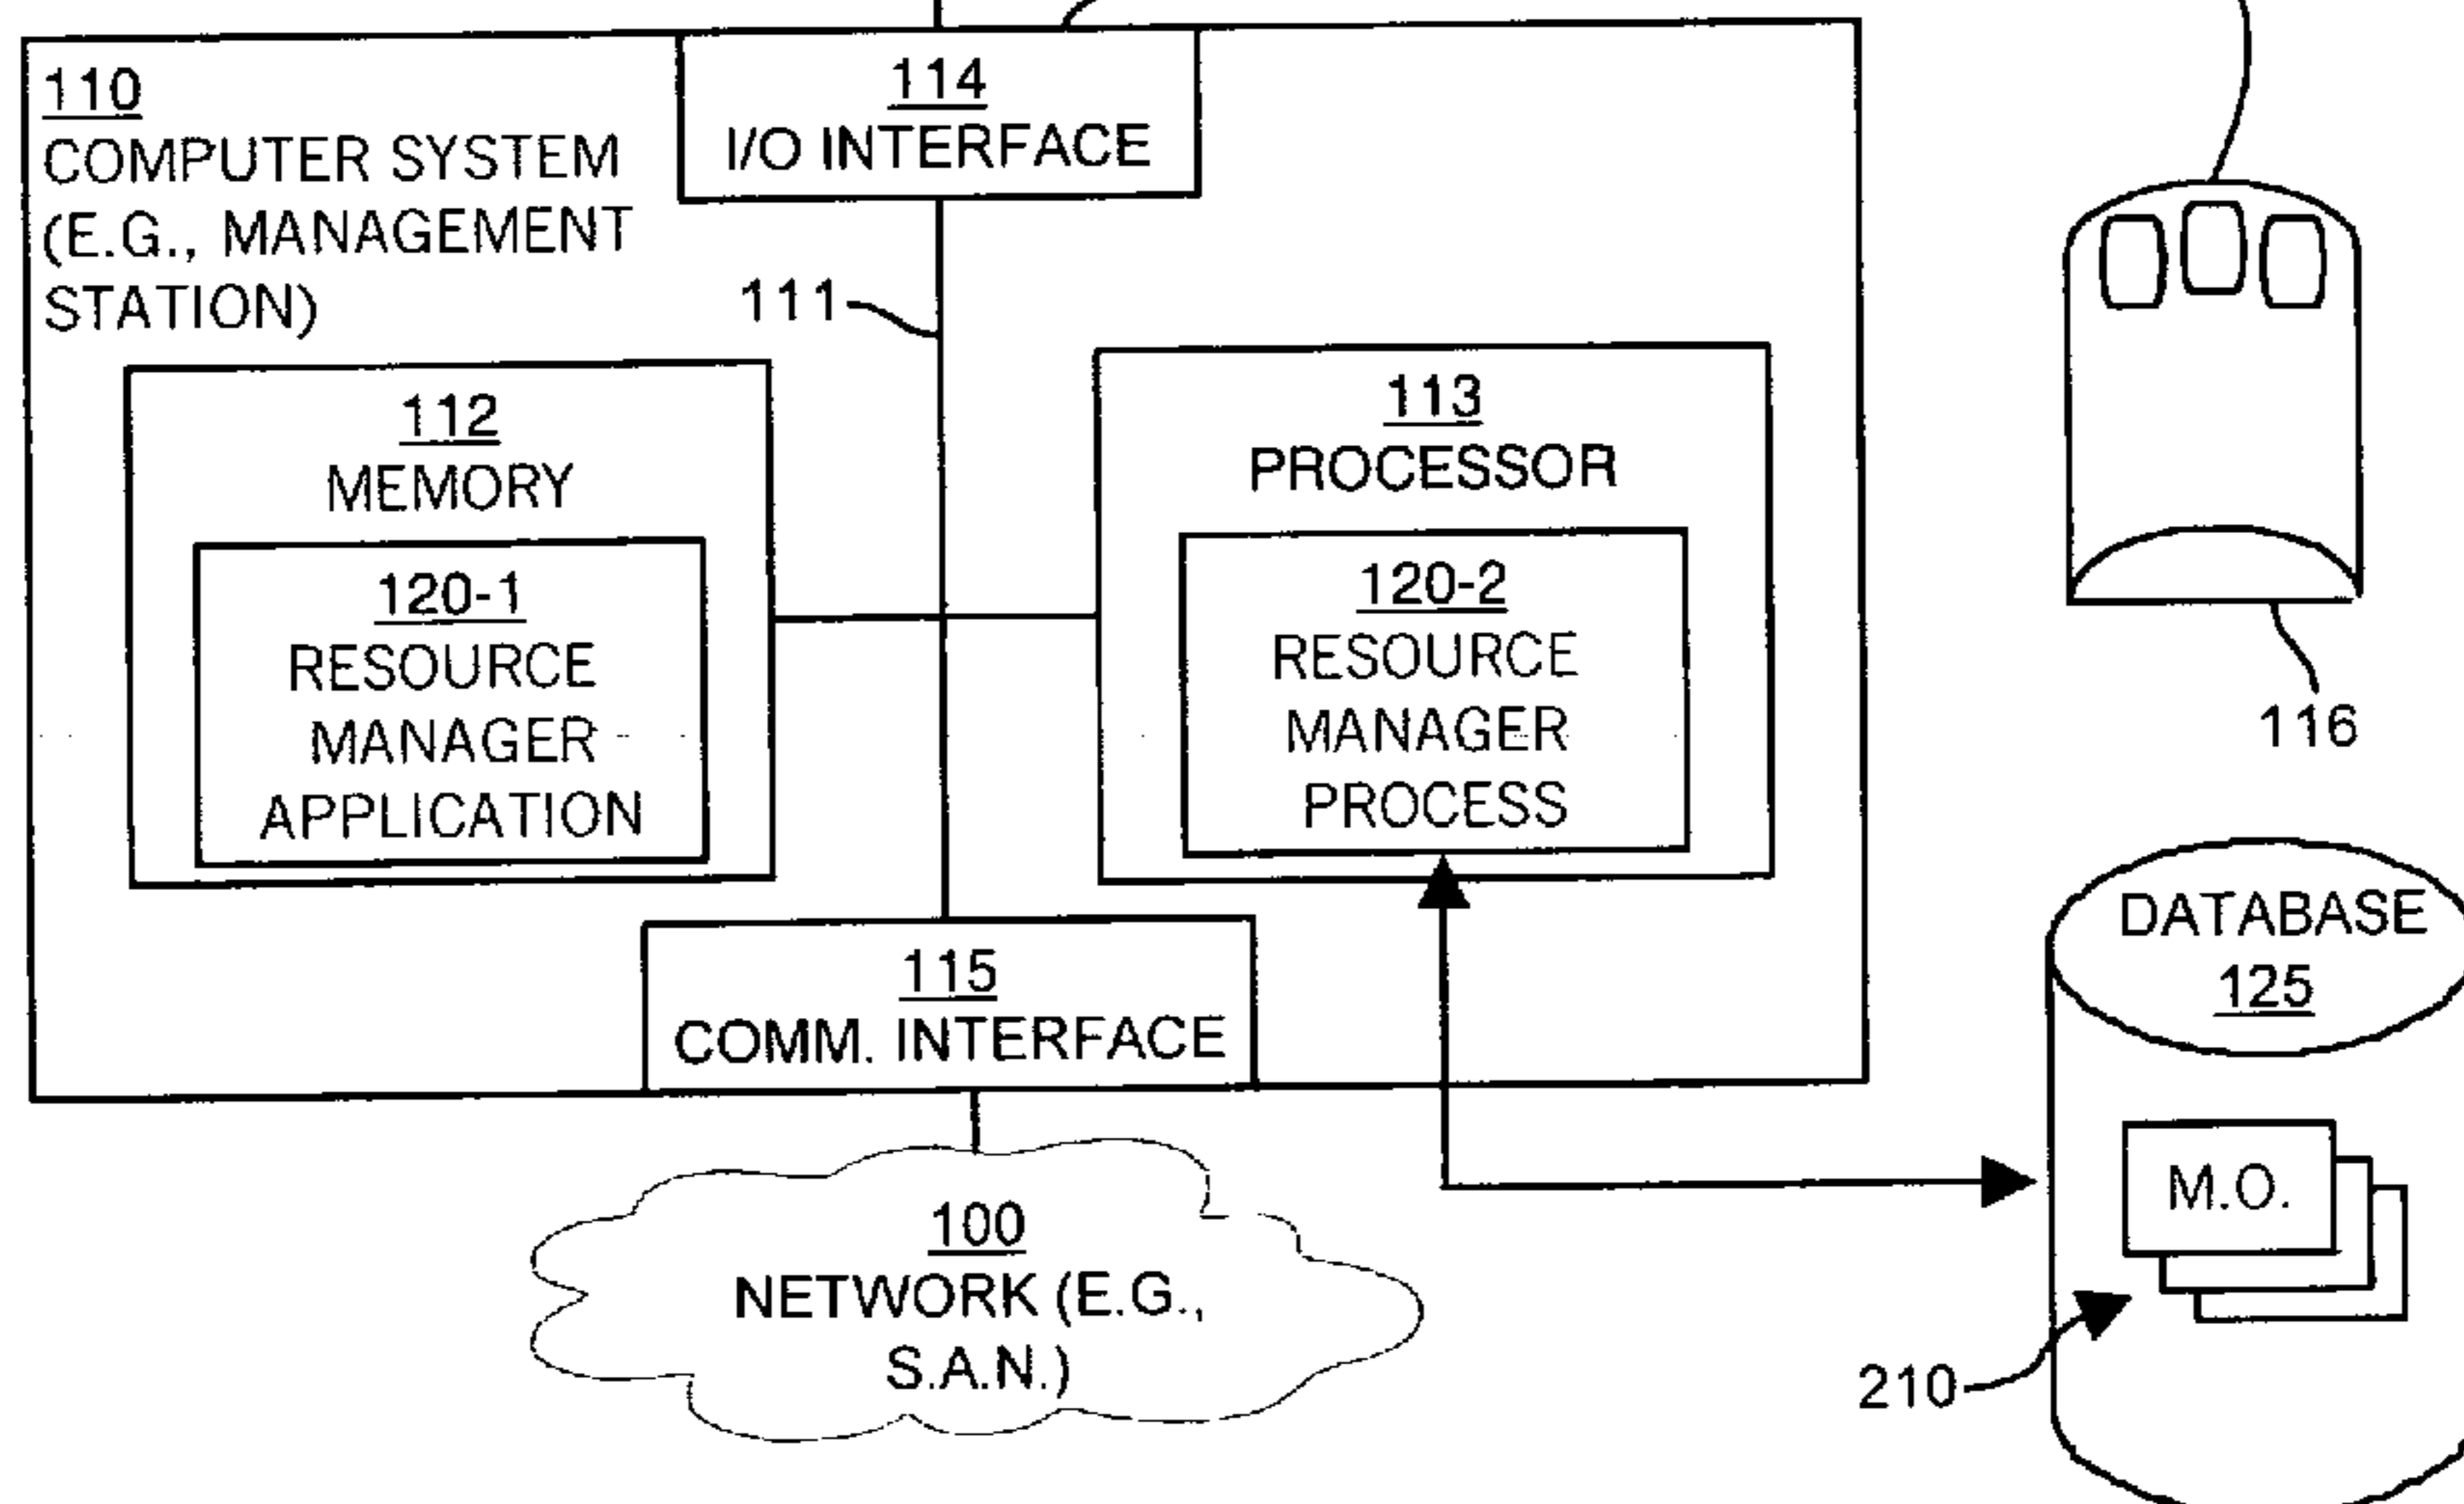 110
COMPUTER SYSTEM
(E.G., MANAGEMENT
STATION)
114
I/O INTERFACE
111
112
MEMORY
120-1
RESOURCE
MANAGER
APPLICATION
113
PROCESSOR
120-2
RESOURCE
MANAGER
PROCESS
115
COMM. INTERFACE
100
NETWORK (E.G.,
S.A.N.)
116
DATABASE
125
M.O.
210